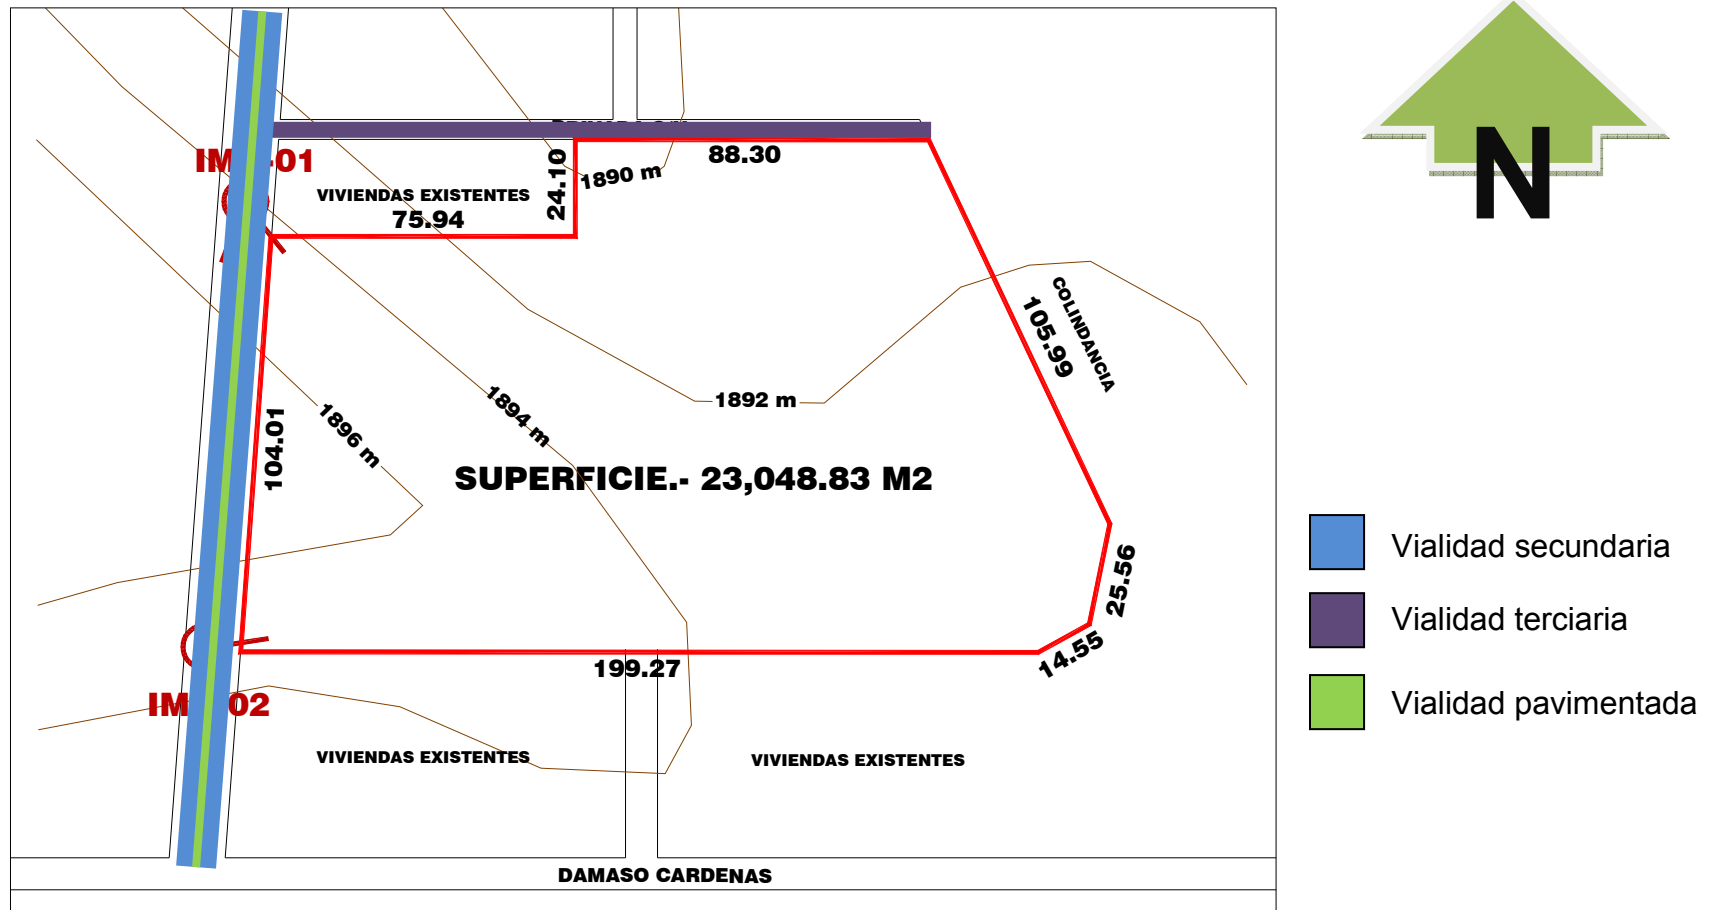 N
IM
-01
88.30
24.10
1890 m
VIVIENDAS EXISTENTES
75.94
COLINDANCIA
105.99
104.01
1896 m
1894 m
1892 m
SUPERFICIE.- 23,048.83 M2
Vialidad secundaria
25.56
Vialidad terciaria
14.55
199.27
IM
02
Vialidad pavimentada
VIVIENDAS EXISTENTES
VIVIENDAS EXISTENTES
DAMASO CARDENAS